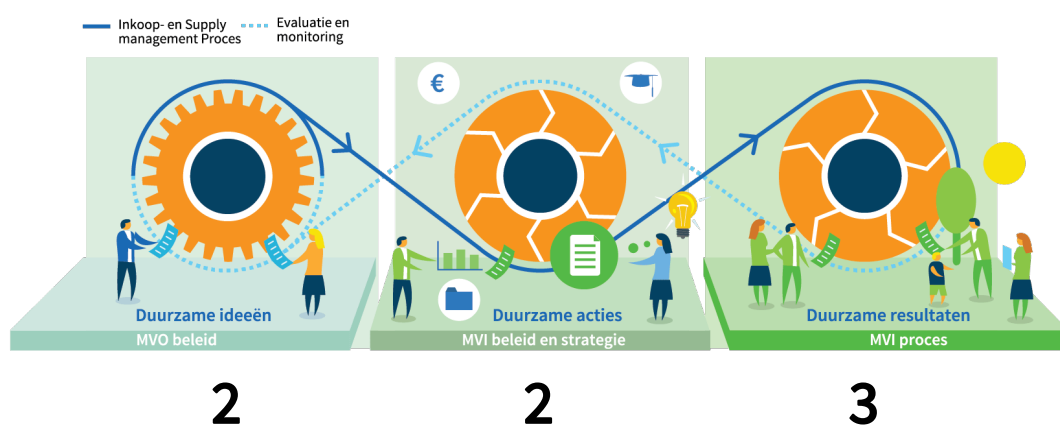 Inkoop- en Supply
management Proces
Evaluatie en
monitoring
€
Duurzame ideeën
Duurzame acties
Duurzame resultaten
MVO beleid
MVI beleid en strategie
MVI proces
2
2
3